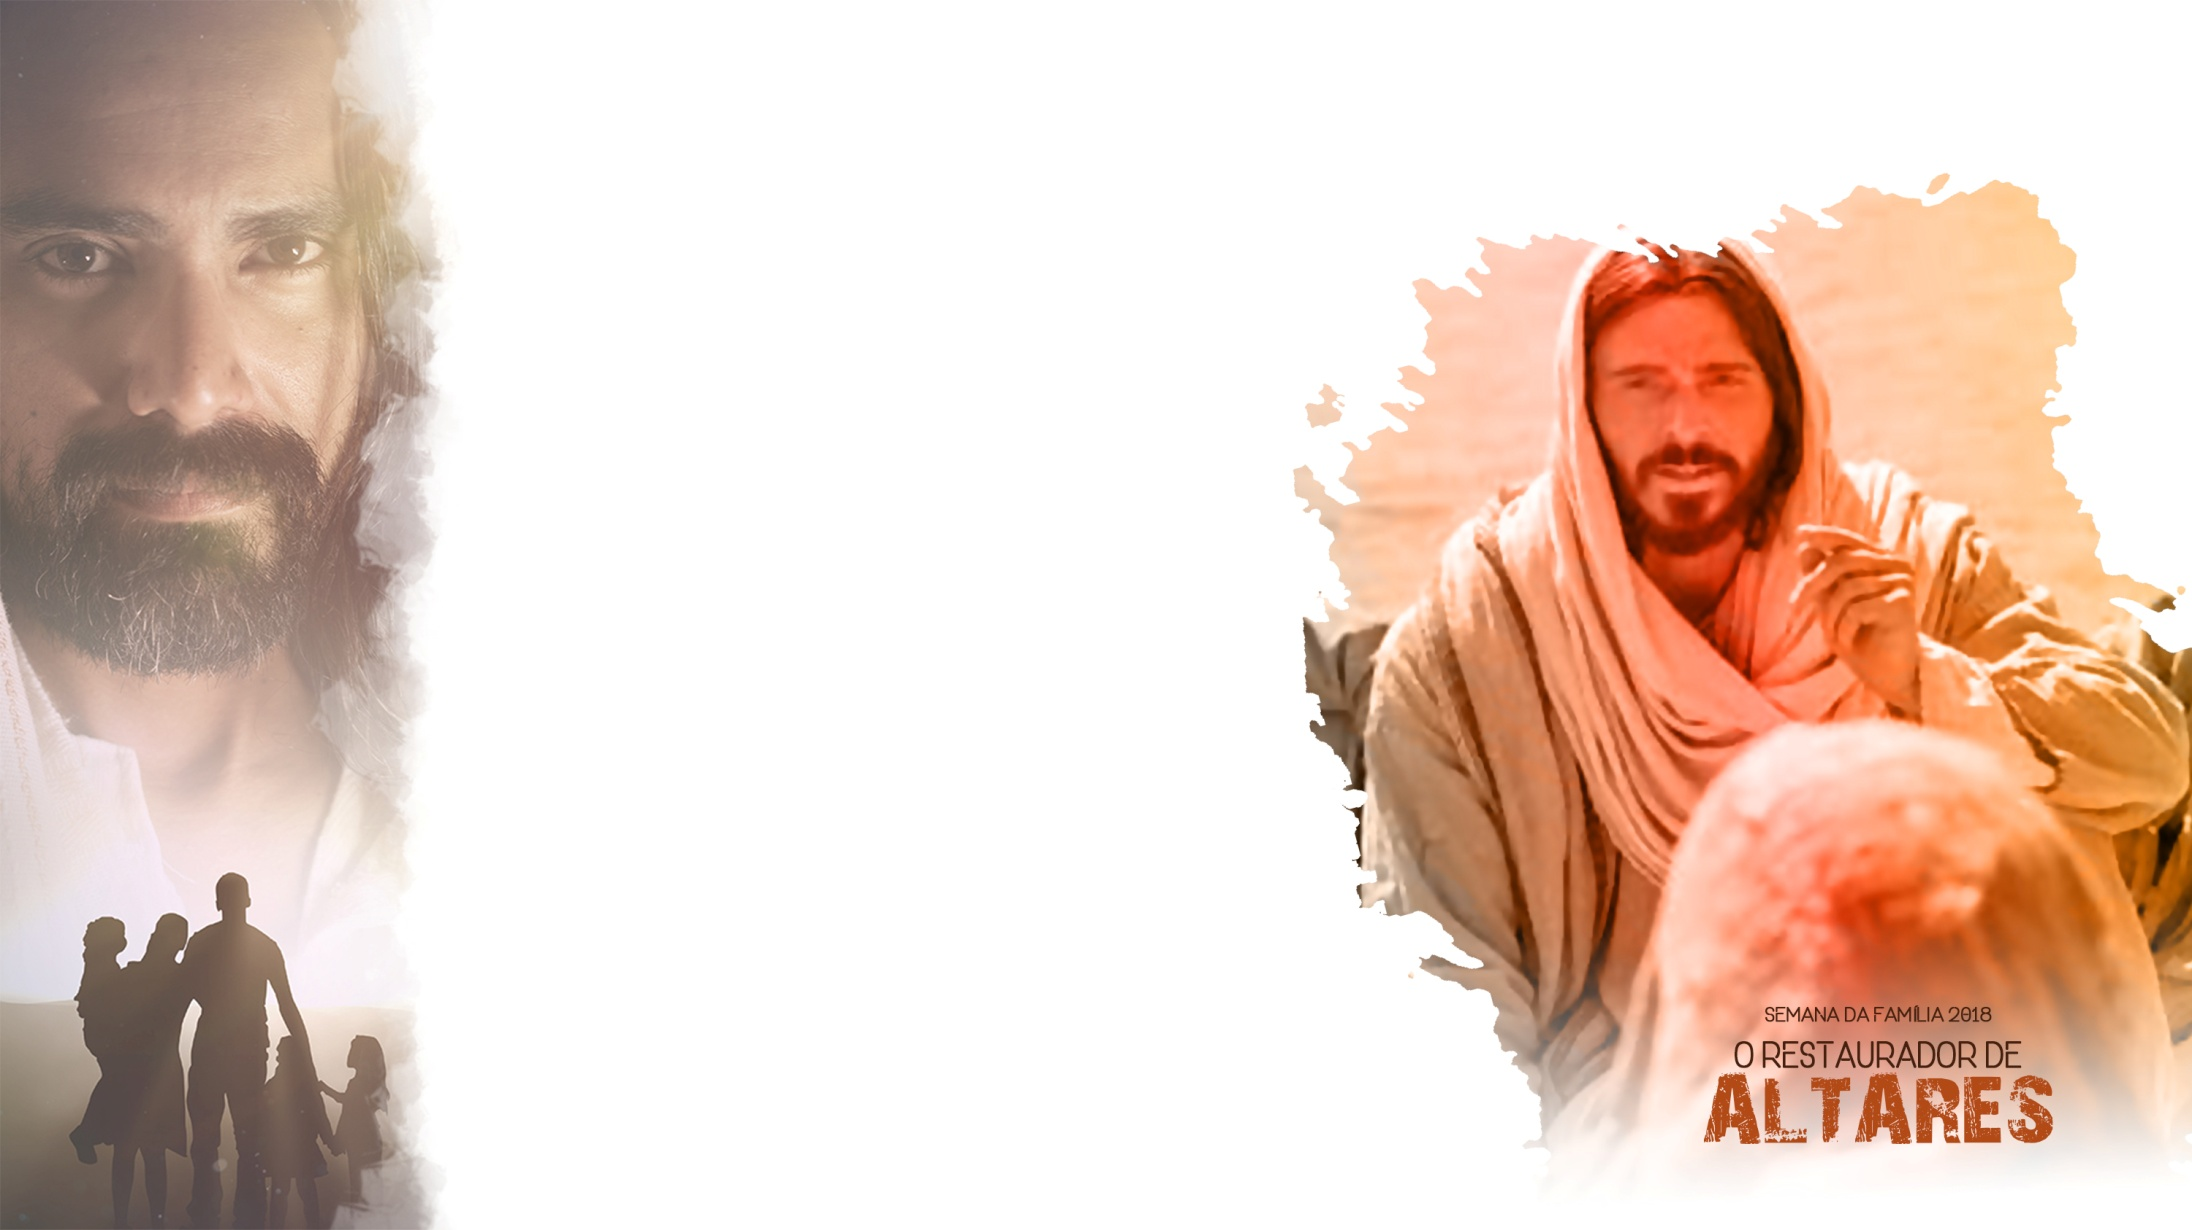 SEMANA DA FAMÍLIA 2018
O RESTAURADOR DE
ALTARES